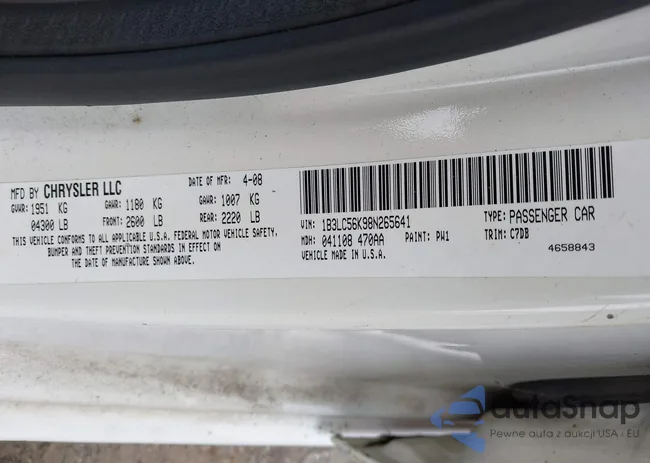 MFD BY CHRYSLER LLC DATE OF MFR: 4-08
GVWR: 1951 KG GAWR: 1180 KG GAWR: 1007 KG
04300 LB FRONT: 2600 LB REAR: 2220 LB
THIS VEHICLE CONFORMS TO ALL APPLICABLE U.S.A. FEDERAL MOTOR VEHICLE SAFETY,
BUMPER AND THEFT PREVENTION STANDARDS IN EFFECT ON
THE DATE OF MANUFACTURE SHOWN ABOVE.
VIN: 1B3LC56K98N265641 TYPE: PASSENGER CAR
MDH: 041108 470AA PAINT: PW1 TRIM: C7DB
VEHICLE MADE IN U.S.A. 4658843
autoSnap
Pewne auta z aukcji USA i EU